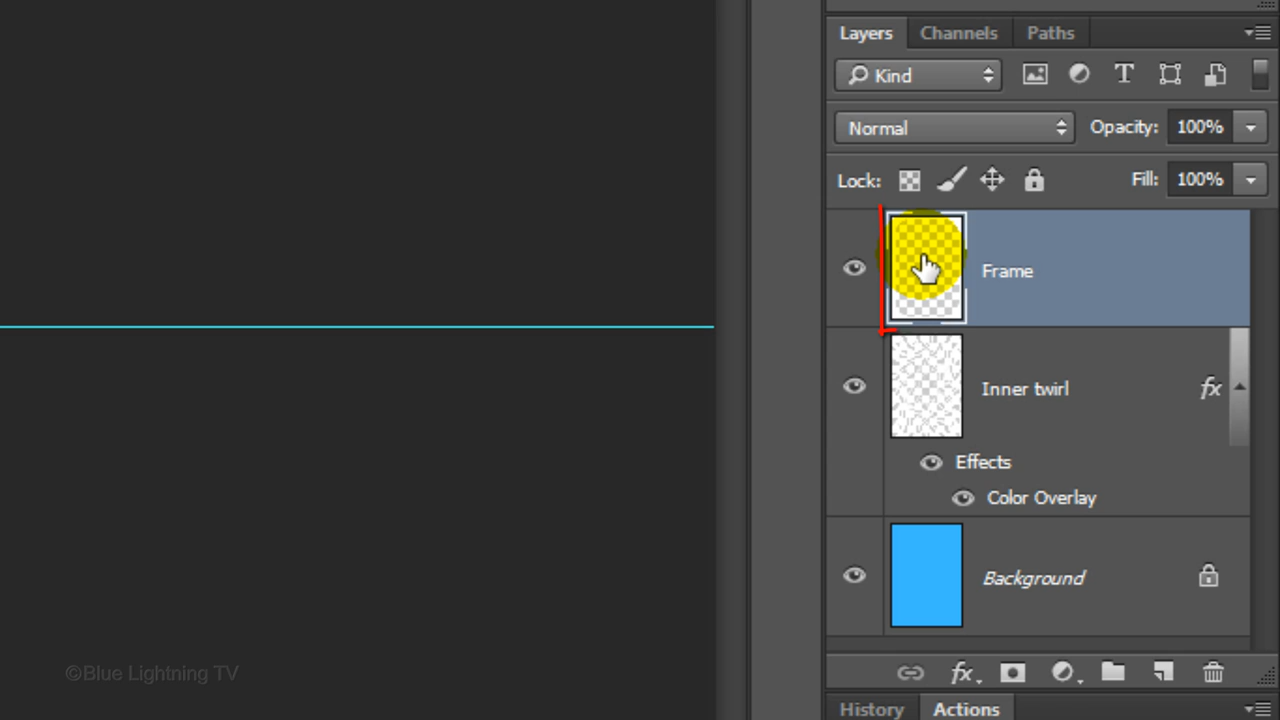 Layers Channels Paths
Kind
Normal Opacity: 100%
Lock: Fill: 100%
Frame
Inner twirl fx
Effects
Color Overlay
Background
©Blue Lightning TV
fx
History Actions